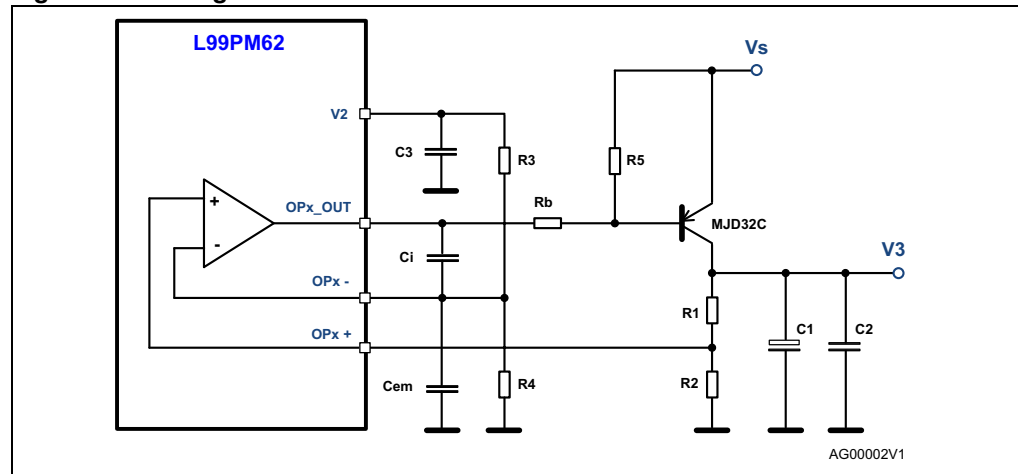 L99PM62
Vs
V2
C3
R3
R5
OPx_OUT
Rb
MJD32C
+
-
Ci
V3
OPx -
R1
C1
C2
OPx +
Cem
R4
R2
AG00002V1